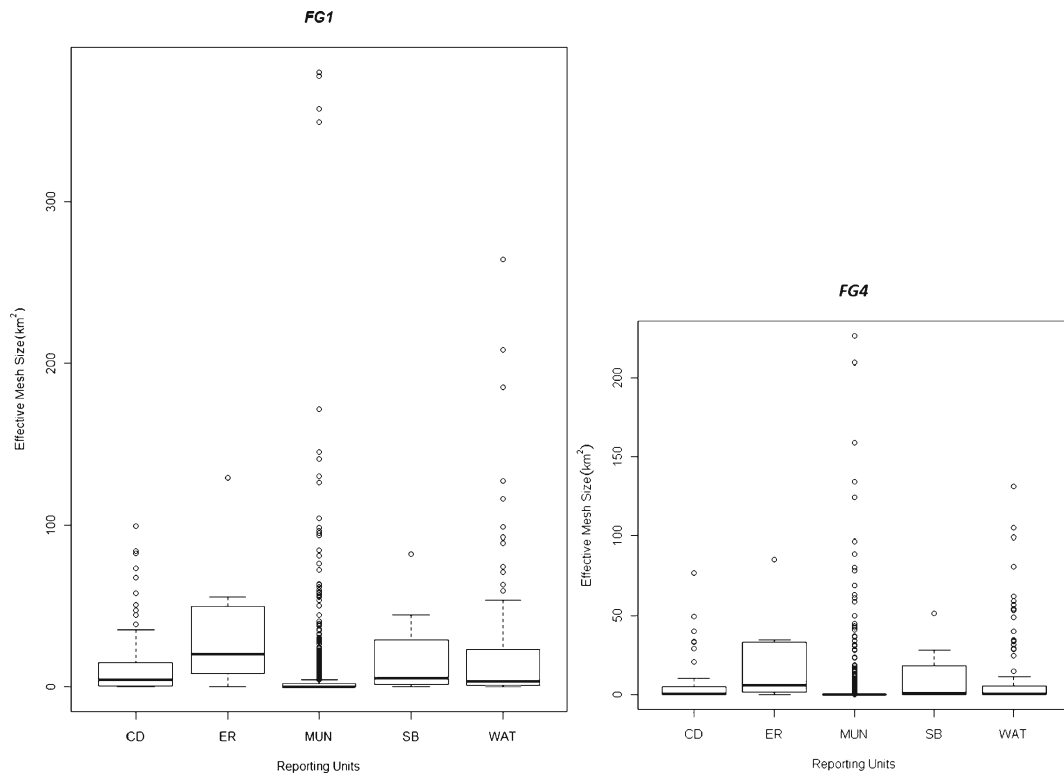 FG1
Effective Mesh Size(km²)
300
200
100
0
CD ER MUN SB WAT
Reporting Units
FG4
Effective Mesh Size(km²)
200
150
100
50
0
CD ER MUN SB WAT
Reporting Units